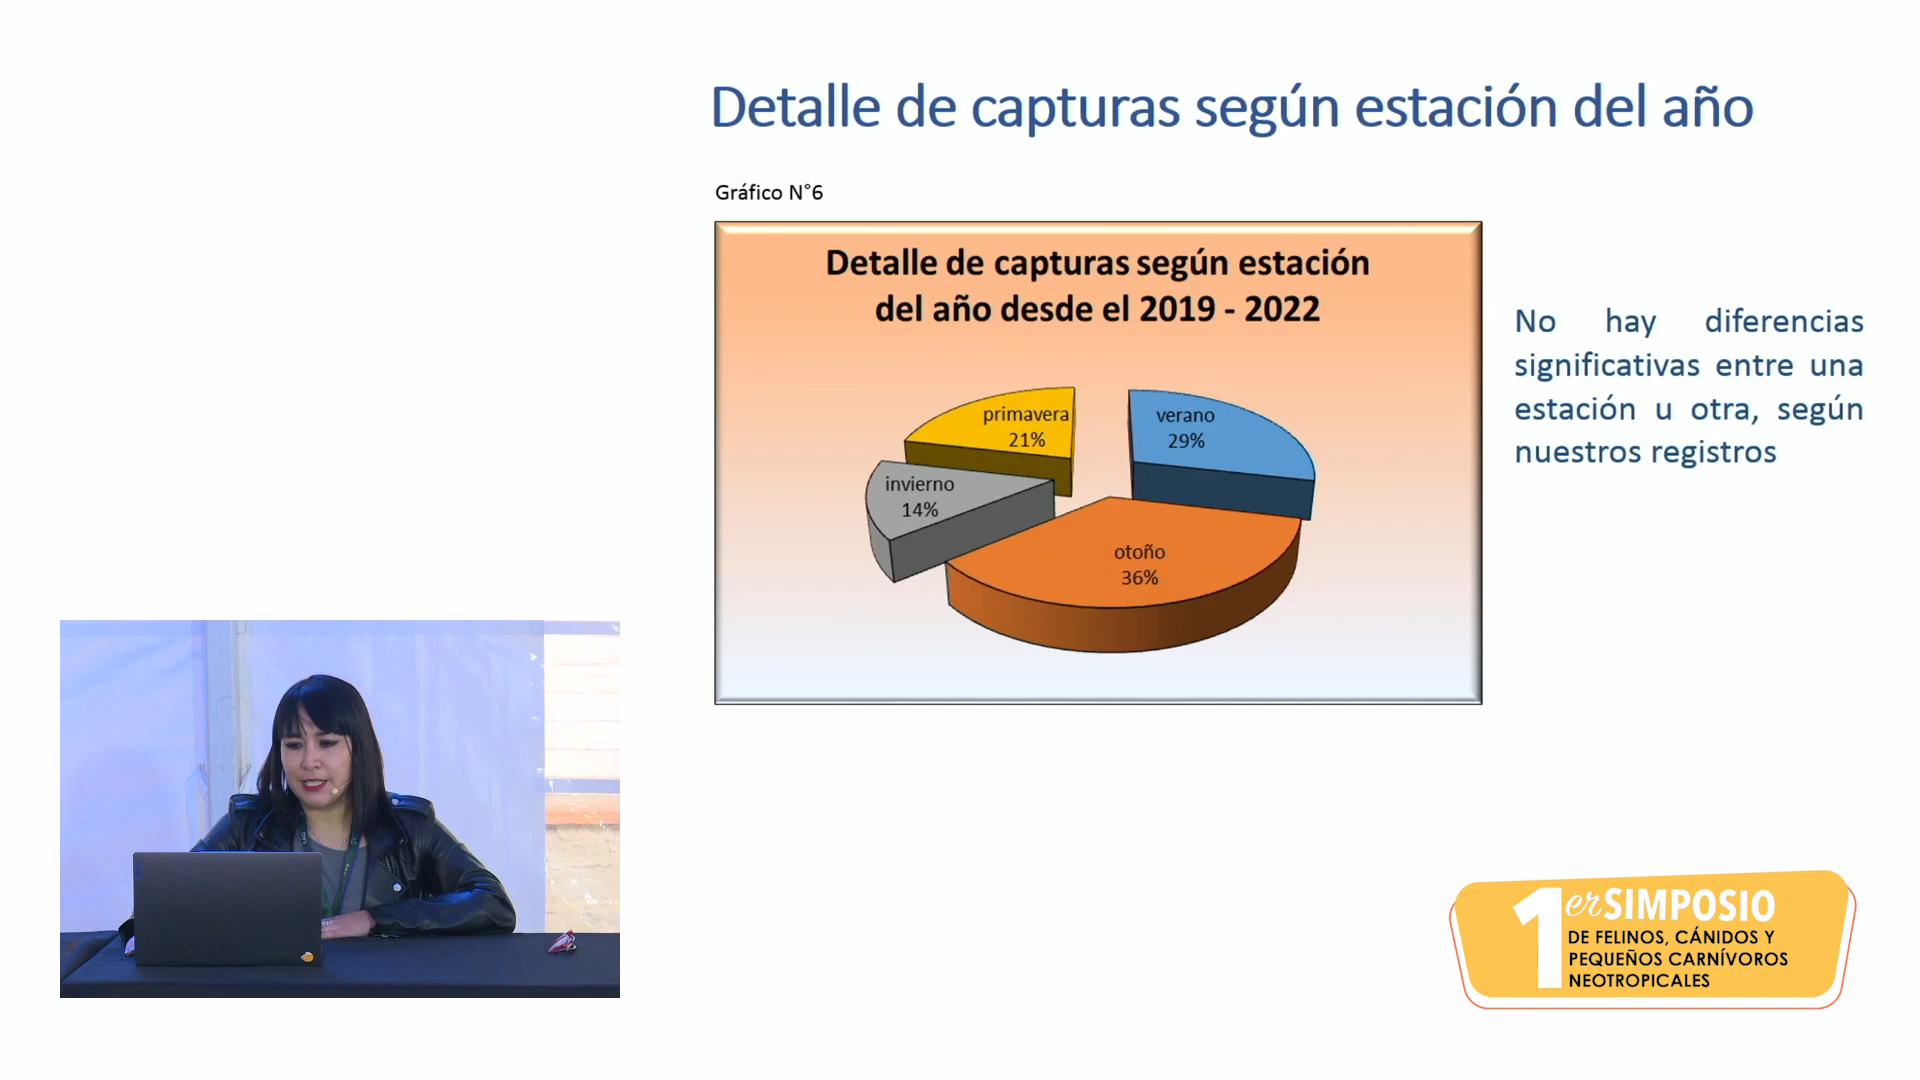 Detalle de capturas según estación del año
Gráfico N°6
Detalle de capturas según estación
del año desde el 2019 - 2022
primavera
21%
verano
29%
invierno
14%
otoño
36%
No hay diferencias
significativas entre una
estación u otra, según
nuestros registros
1er SIMPOSIO
DE FELINOS, CÁNIDOS Y
PEQUEÑOS CARNÍVOROS
NEOTROPICALES